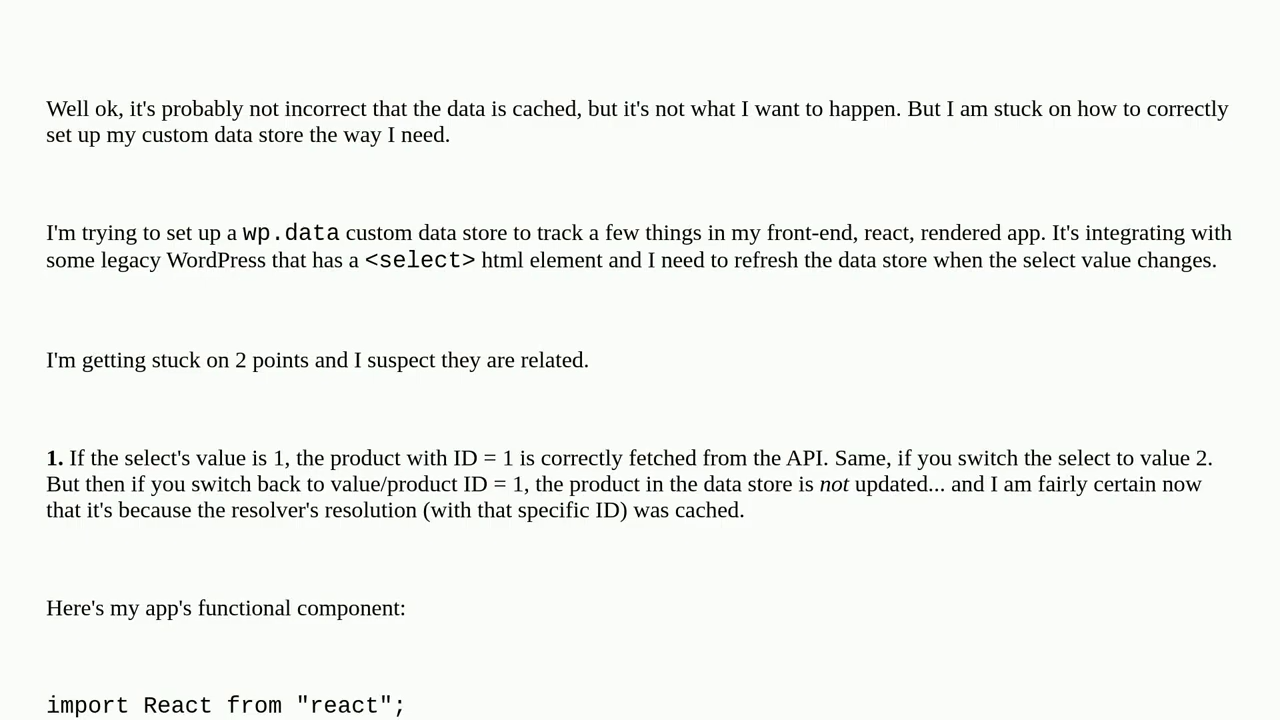 Well ok, it's probably not incorrect that the data is cached, but it's not what I want to happen. But I am stuck on how to correctly
set up my custom data store the way I need.
I'm trying to set up a wp.data custom data store to track a few things in my front-end, react, rendered app. It's integrating with
some legacy WordPress that has a <select> html element and I need to refresh the data store when the select value changes.
I'm getting stuck on 2 points and I suspect they are related.
1. If the select's value is 1, the product with ID = 1 is correctly fetched from the API. Same, if you switch the select to value 2.
But then if you switch back to value/product ID = 1, the product in the data store is not updated... and I am fairly certain now
that it's because the resolver's resolution (with that specific ID) was cached.
Here's my app's functional component:
import React from "react";